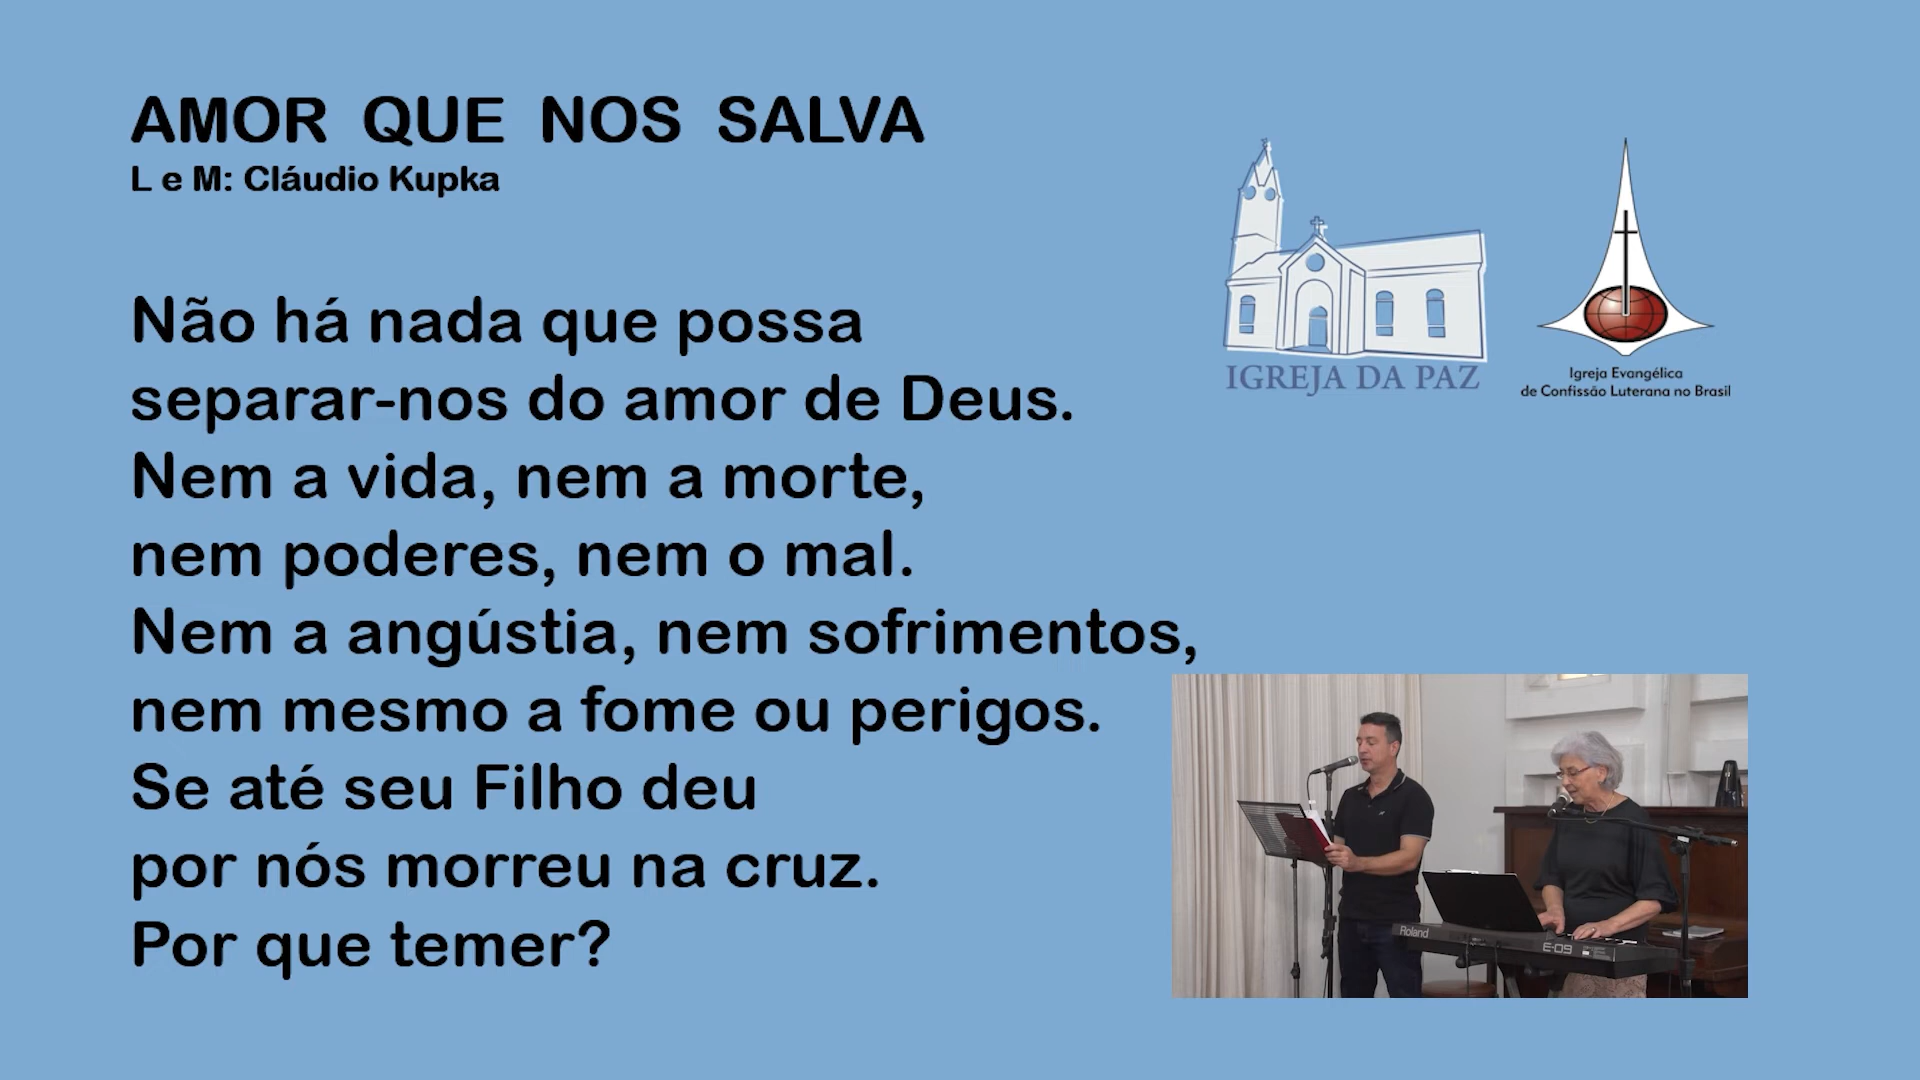 AMOR QUE NOS SALVA
L e M: Cláudio Kupka
Não há nada que possa
separar-nos do amor de Deus.
Nem a vida, nem a morte,
nem poderes, nem o mal.
Nem a angústia, nem sofrimentos,
nem mesmo a fome ou perigos.
Se até seu Filho deu
por nós morreu na cruz.
Por que temer?
IGREJA DA PAZ
Igreja Evangélica
de Confissão Luterana no Brasil
Roland
E-09